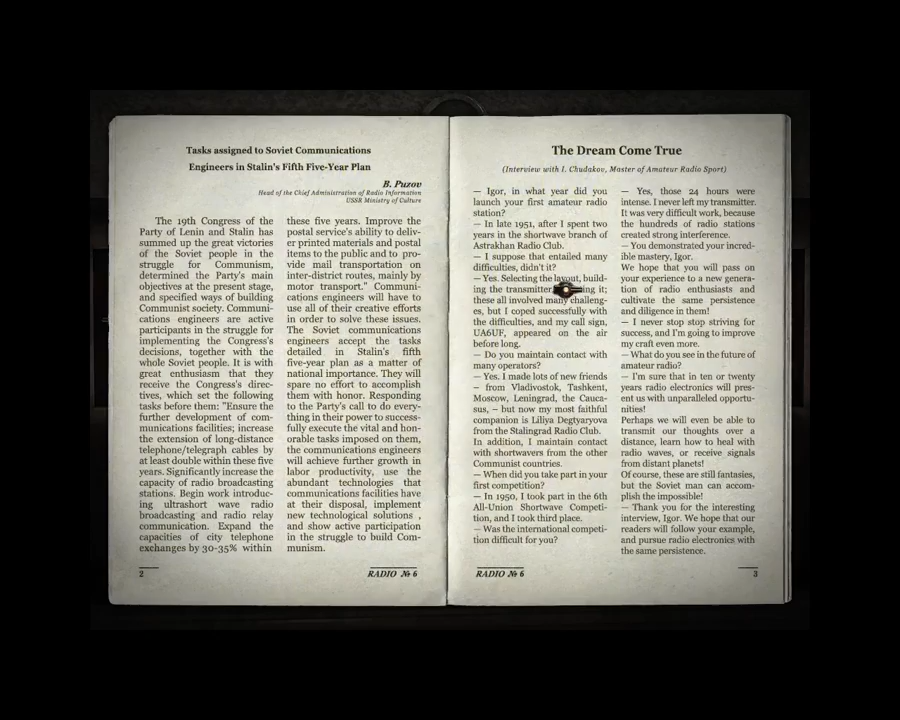 Tasks assigned to Soviet Communications
Engineers in Stalin's Fifth Five-Year Plan
B. Puzov
Head of the Chief Administration of Radio Information
USSR Ministry of Culture
The 19th Congress of the
Party of Lenin and Stalin has
summed up the great victories
of the Soviet people in the
struggle for Communism,
determined the Party's main
objectives at the present stage,
and specified ways of building
Communist society. Communi-
cations engineers are active
participants in the struggle for
implementing the Congress's
decisions, together with the
whole Soviet people. It is with
great enthusiasm that they
receive the Congress's direc-
tives, which set the following
tasks before them: "Ensure the
further development of com-
munications facilities; increase
the extension of long-distance
telephone/telegraph cables by
at least double within these five
years. Significantly increase the
capacity of radio broadcasting
stations. Begin work introduc-
ing ultrashort wave radio
broadcasting and radio relay
communication. Expand the
capacities of city telephone
exchanges by 30-35% within
these five years. Improve the
postal service's ability to deliv-
er printed materials and postal
items to the public and to pro-
vide mail transportation on
inter-district routes, mainly by
motor transport." Communi-
cations engineers will have to
use all of their creative efforts
in order to solve these issues.
The Soviet communications
engineers accept the tasks
detailed in Stalin's fifth
five-year plan as a matter of
national importance. They will
spare no effort to accomplish
them with honor. Responding
to the Party's call to do every-
thing in their power to success-
fully execute the vital and hon-
orable tasks imposed on them,
the communications engineers
will achieve further growth in
labor productivity, use the
abundant technologies that
communications facilities have
at their disposal, implement
new technological solutions ,
and show active participation
in the struggle to build Com-
munism.
2
RADIO № 6
The Dream Come True
(Interview with I. Chudakov, Master of Amateur Radio Sport)
— Igor, in what year did you
launch your first amateur radio
station?
— In late 1951, after I spent two
years in the shortwave branch of
Astrakhan Radio Club.
— I suppose that entailed many
difficulties, didn't it?
— Yes. Selecting the layout, build-
ing the transmitter, ing it;
these all involved many challeng-
es, but I coped successfully with
the difficulties, and my call sign,
UA6UF, appeared on the air
before long.
— Do you maintain contact with
many operators?
— Yes. I made lots of new friends
– from Vladivostok, Tashkent,
Moscow, Leningrad, the Cauca-
sus, – but now my most faithful
companion is Liliya Degtyaryova
from the Stalingrad Radio Club.
In addition, I maintain contact
with shortwavers from the other
Communist countries.
— When did you take part in your
first competition?
— In 1950, I took part in the 6th
All-Union Shortwave Competi-
tion, and I took third place.
— Was the international competi-
tion difficult for you?
— Yes, those 24 hours were
intense. I never left my transmitter.
It was very difficult work, because
the hundreds of radio stations
created strong interference.
— You demonstrated your incred-
ible mastery, Igor.
We hope that you will pass on
your experience to a new genera-
tion of radio enthusiasts and
cultivate the same persistence
and diligence in them!
— I never stop stop striving for
success, and I'm going to improve
my craft even more.
— What do you see in the future of
amateur radio?
— I'm sure that in ten or twenty
years radio electronics will pres-
ent us with unparalleled opportu-
nities!
Perhaps we will even be able to
transmit our thoughts over a
distance, learn how to heal with
radio waves, or receive signals
from distant planets!
Of course, these are still fantasies,
but the Soviet man can accom-
plish the impossible!
— Thank you for the interesting
interview, Igor. We hope that our
readers will follow your example,
and pursue radio electronics with
the same persistence.
RADIO № 6
3